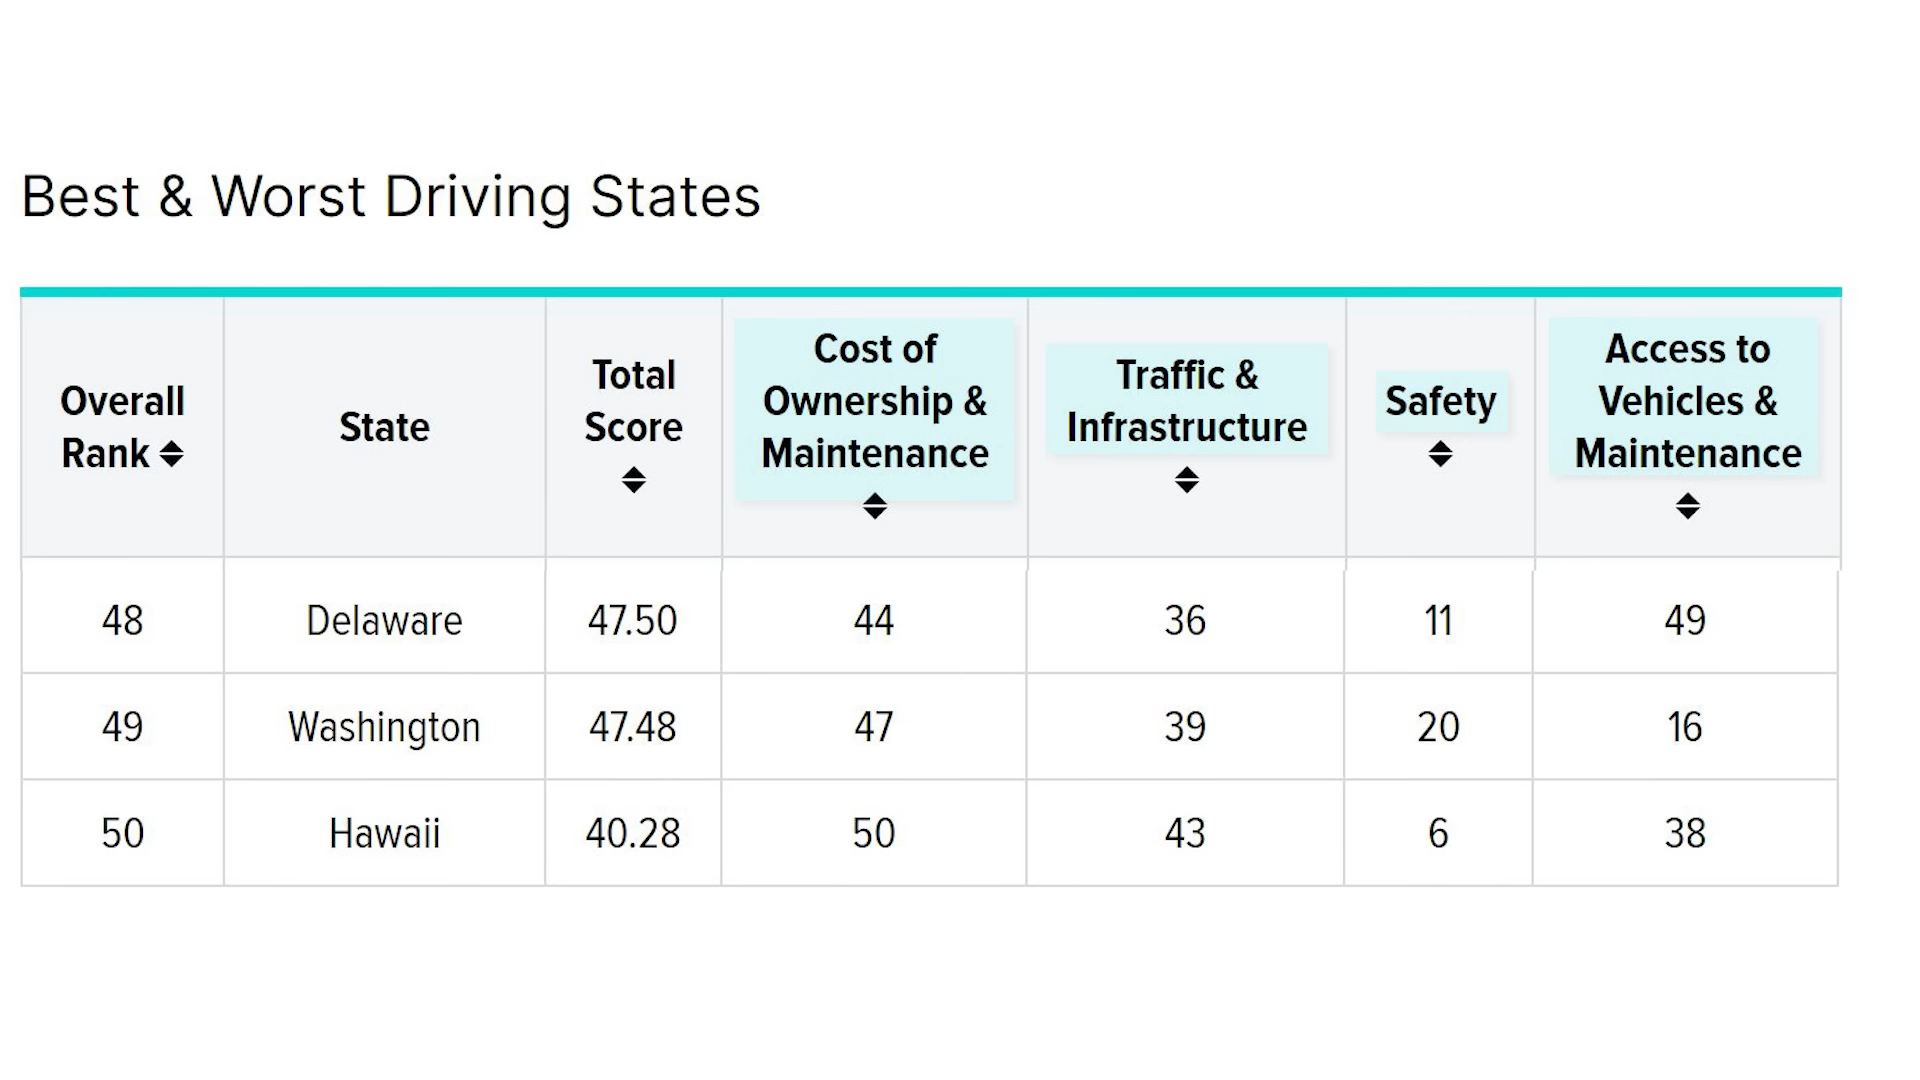 Best & Worst Driving States
Overall Rank
State
Total Score
Cost of Ownership & Maintenance
Traffic & Infrastructure
Safety
Access to Vehicles & Maintenance
48 Delaware 47.50 44 36 11 49
49 Washington 47.48 47 39 20 16
50 Hawaii 40.28 50 43 6 38